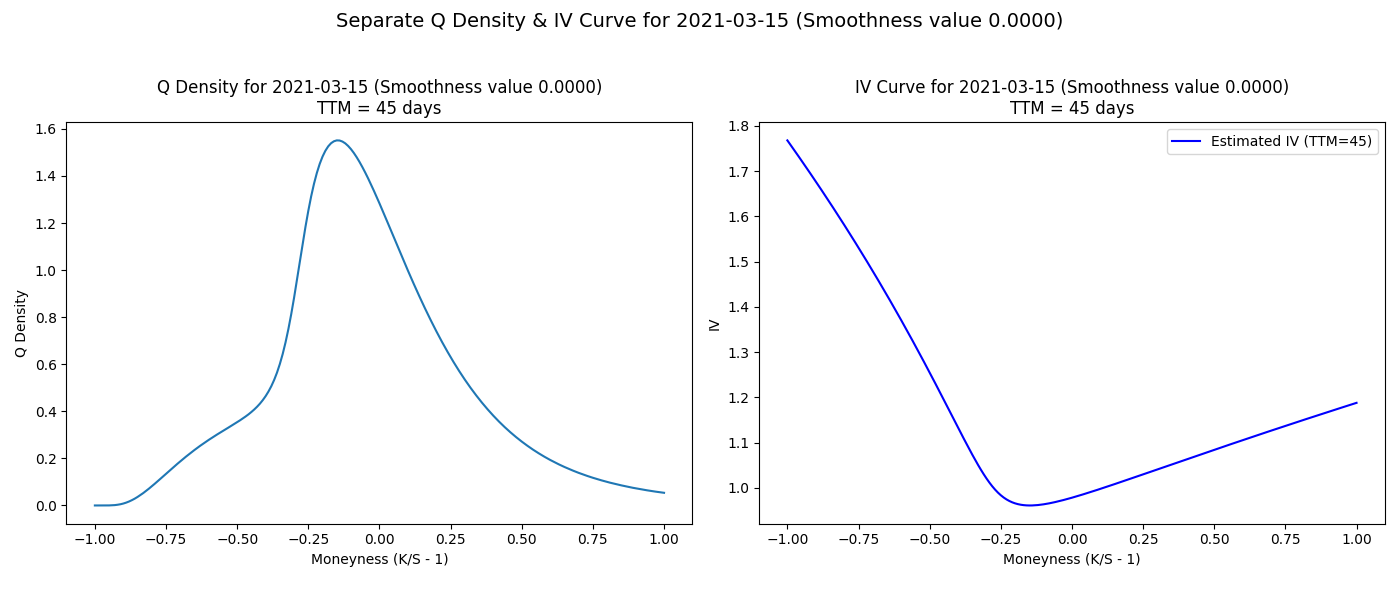 Separate Q Density & IV Curve for 2021-03-15 (Smoothness value 0.0000)
Q Density for 2021-03-15 (Smoothness value 0.0000)
TTM = 45 days
1.6
1.4
1.2
1.0
0.8
0.6
0.4
0.2
0.0
Q Density
−1.00 −0.75 −0.50 −0.25 0.00 0.25 0.50 0.75 1.00
Moneyness (K/S - 1)
IV Curve for 2021-03-15 (Smoothness value 0.0000)
TTM = 45 days
Estimated IV (TTM=45)
1.8
1.7
1.6
1.5
1.4
1.3
1.2
1.1
1.0
IV
−1.00 −0.75 −0.50 −0.25 0.00 0.25 0.50 0.75 1.00
Moneyness (K/S - 1)